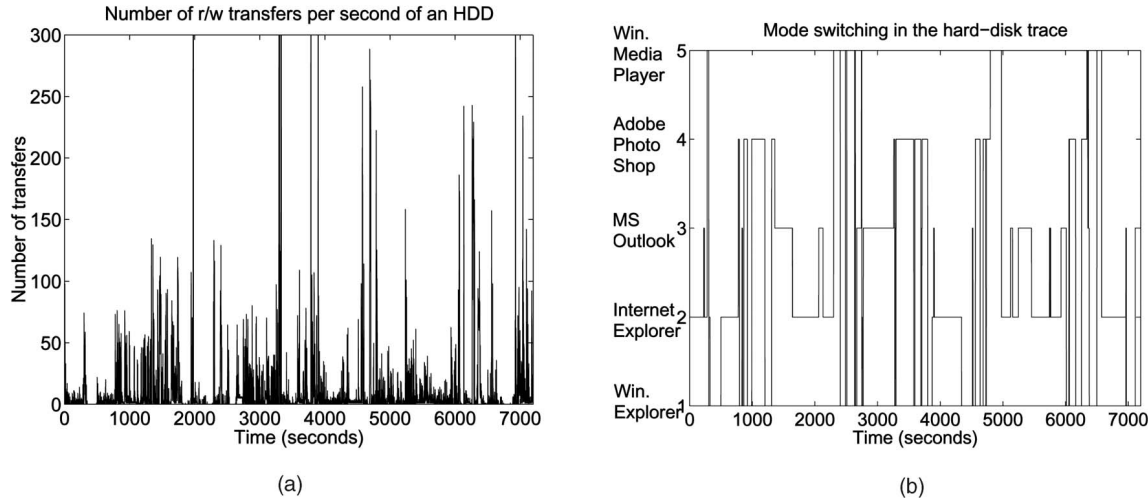 Number of r/w transfers per second of an HDD
300
250
200
150
100
50
0
Number of transfers
0 1000 2000 3000 4000 5000 6000 7000
Time (seconds)
(a)
Mode switching in the hard-disk trace
Win.
Media
Player
5
Adobe
Photo
Shop
4
MS
Outlook
3
Internet
Explorer
2
Win.
Explorer
1
0 1000 2000 3000 4000 5000 6000 7000
Time (seconds)
(b)